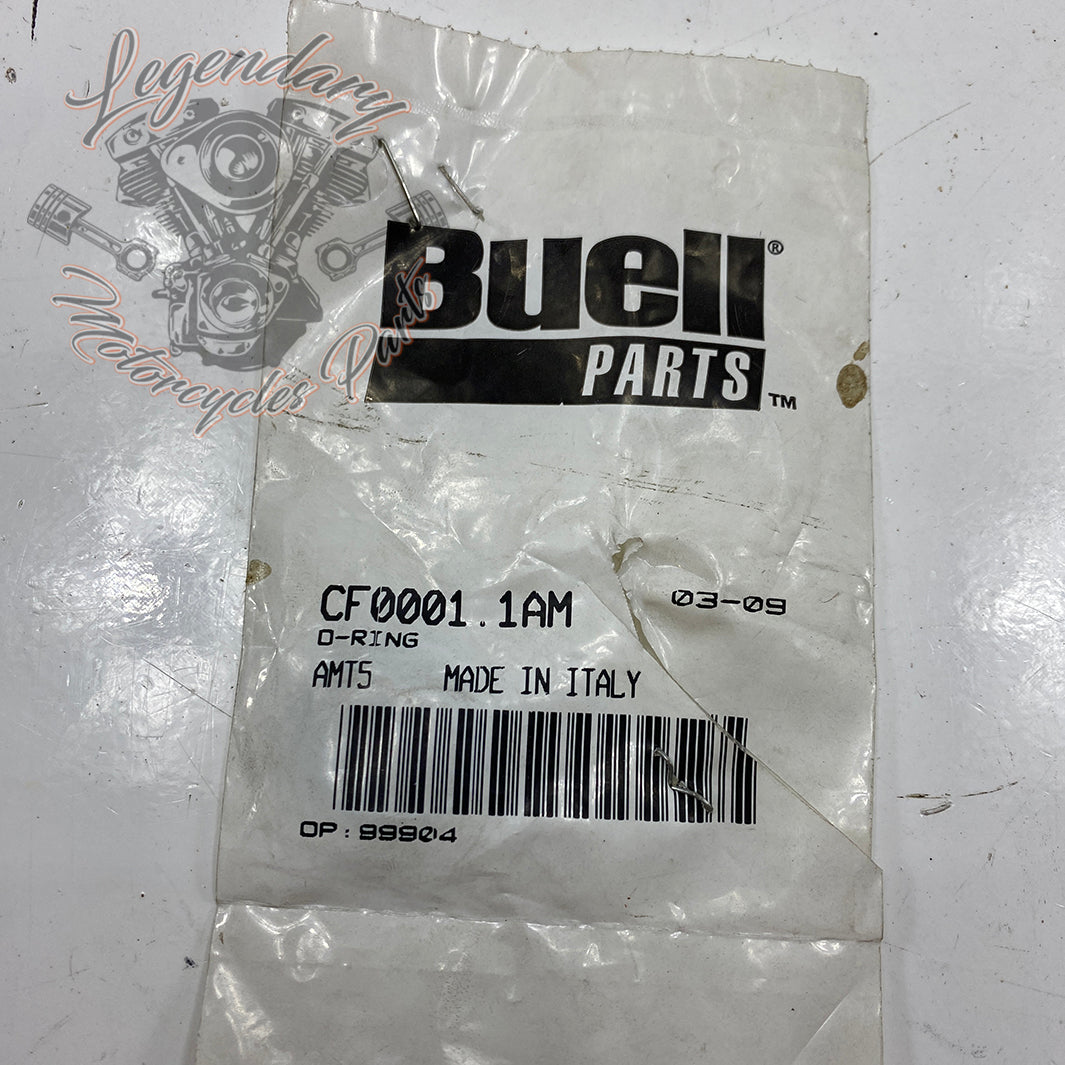 Legendary
Motorcycles Parts
Buell®
PARTS™
CF0001.1AM 03-09
O-RING
AMT5 MADE IN ITALY
OP:99904